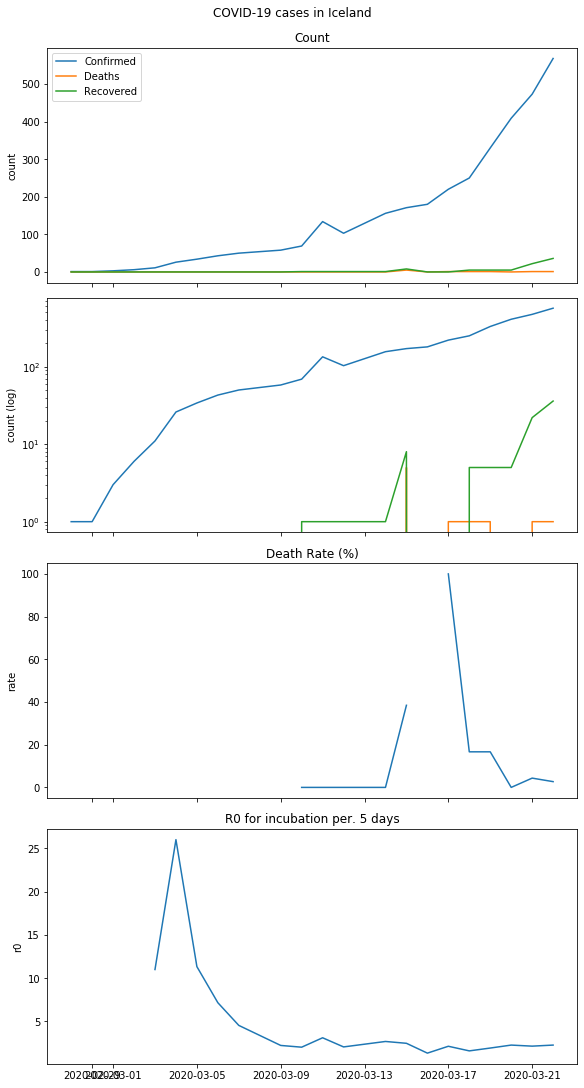 COVID-19 cases in Iceland
Count
Confirmed
Deaths
Recovered
500
400
300
200
100
0
count
10²
10¹
10⁰
count (log)
Death Rate (%)
100
80
60
40
20
0
rate
R0 for incubation per. 5 days
25
20
15
10
5
r0
2020-02-29 2020-03-01 2020-03-05 2020-03-09 2020-03-13 2020-03-17 2020-03-21